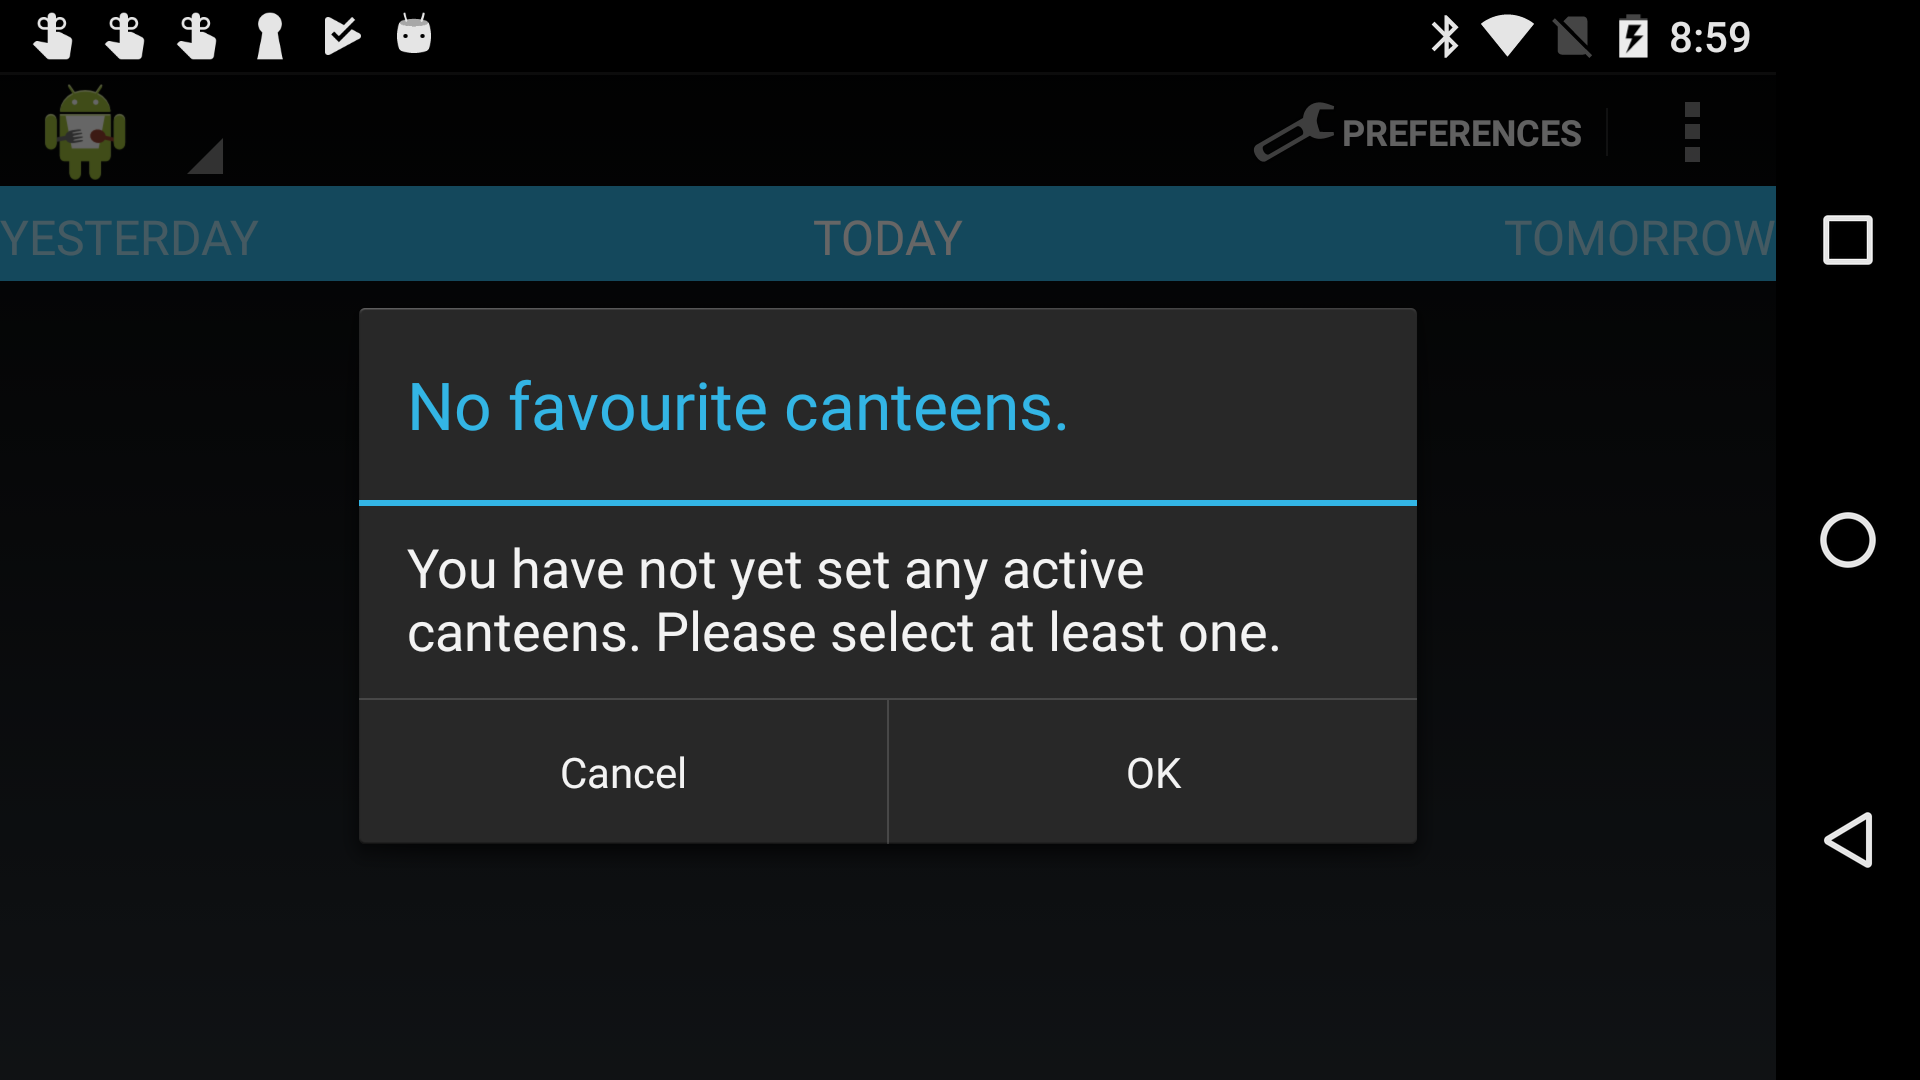 8:59
PREFERENCES
YESTERDAY TODAY TOMORROW
No favourite canteens.
You have not yet set any active
canteens. Please select at least one.
Cancel OK